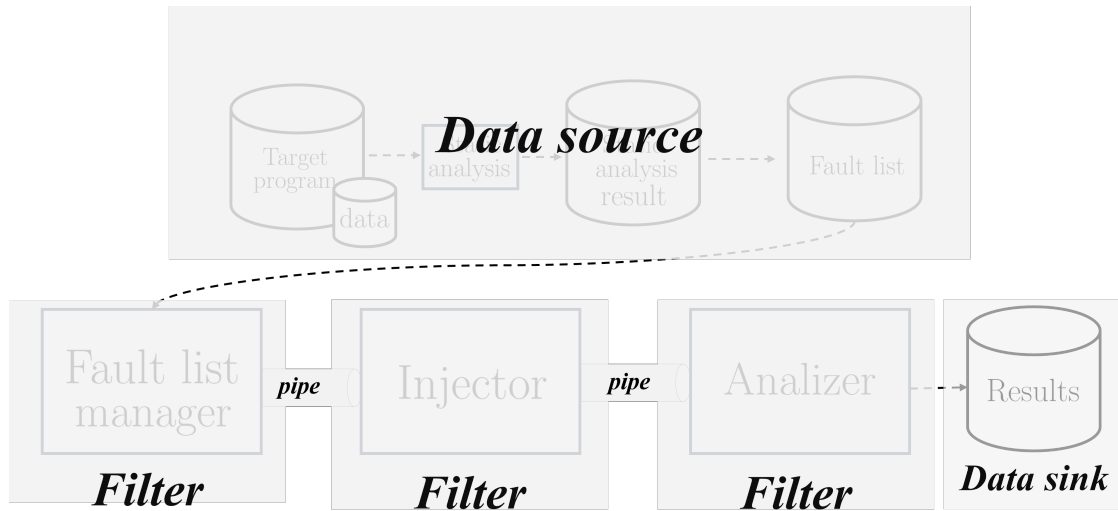 Data source
Target
program
data
analysis
analysis
result
Fault list
Fault list
manager
pipe
Injector
pipe
Analizer
Results
Filter
Filter
Filter
Data sink